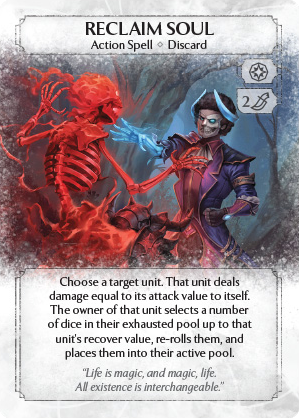 RECLAIM SOUL
Action Spell ⟡ Discard
2
Choose a target unit. That unit deals
damage equal to its attack value to itself.
The owner of that unit selects a number
of dice in their exhausted pool up to that
unit's recover value, re-rolls them, and
places them into their active pool.
“Life is magic, and magic, life.
All existence is interchangeable.”